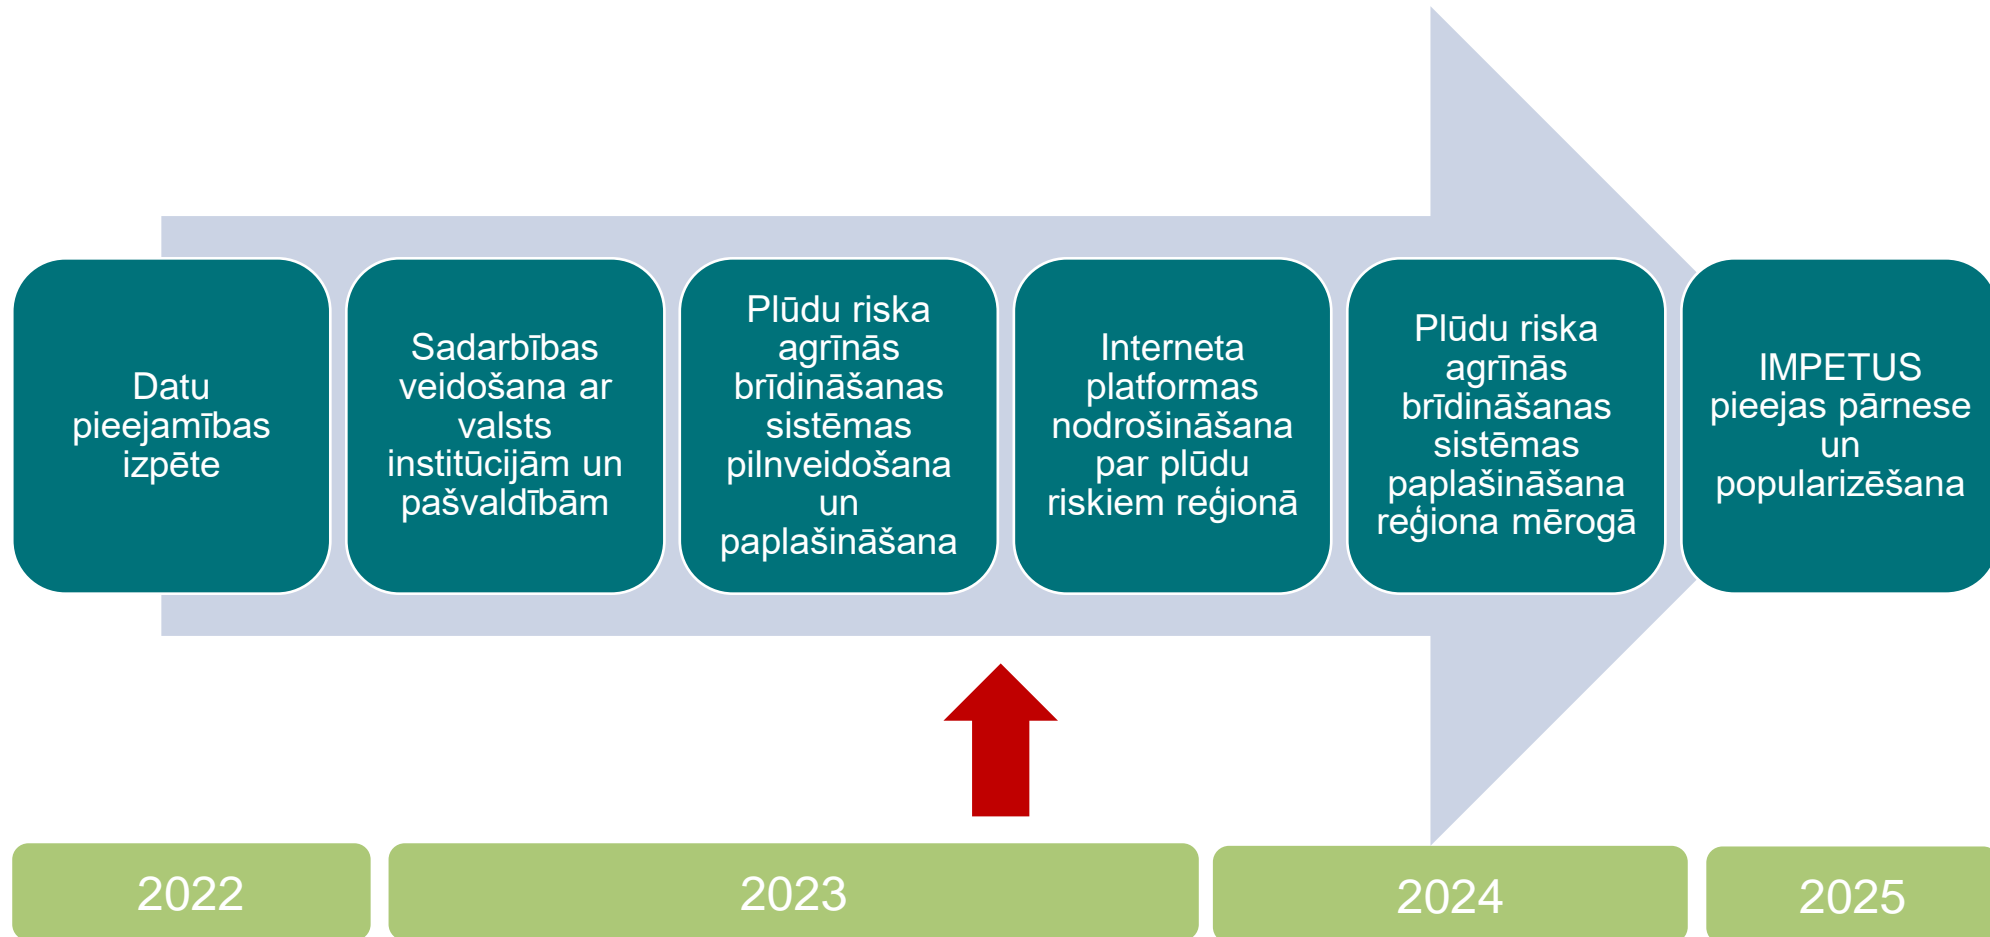 Datu
pieejamības
izpēte
Sadarbības
veidošana ar
valsts
institūcijām un
pašvaldībām
Plūdu riska
agrīnās
brīdināšanas
sistēmas
pilnveidošana
un
paplašināšana
Interneta
platformas
nodrošināšana
par plūdu
riskiem reģionā
Plūdu riska
agrīnās
brīdināšanas
sistēmas
paplašināšana
reģiona mērogā
IMPETUS
pieejas pārnese
un
popularizēšana
2022
2023
2024
2025